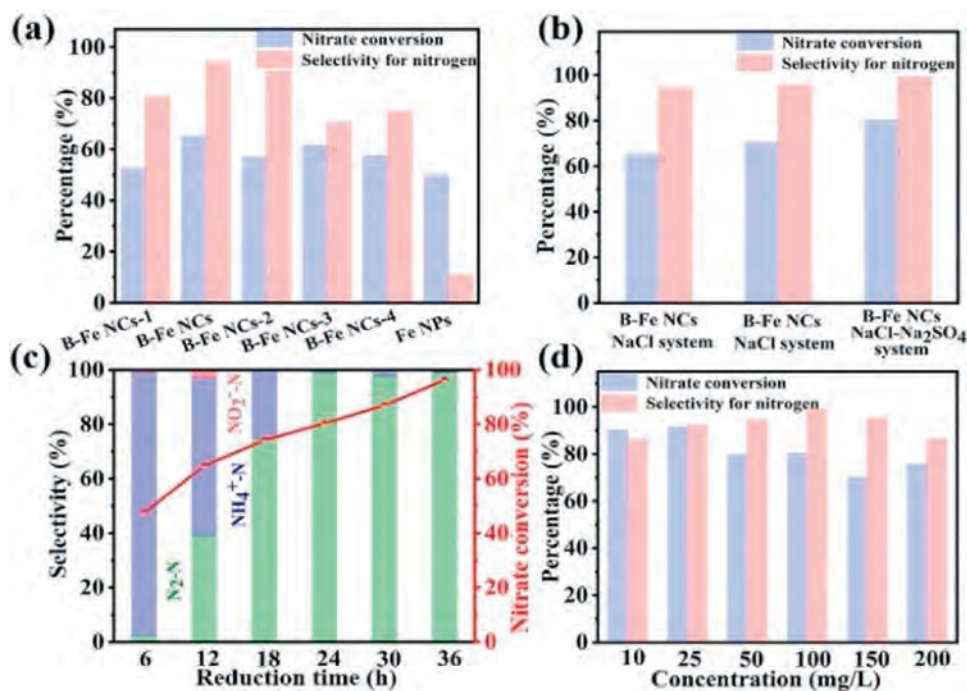 (a)
Nitrate conversion
Selectivity for nitrogen
Percentage (%)
100
80
60
40
20
0
B-Fe NCs-1
B-Fe NCs
B-Fe NCs-2
B-Fe NCs-3
B-Fe NCs-4
Fe NPs
(b)
Nitrate conversion
Selectivity for nitrogen
Percentage (%)
100
80
60
40
20
0
B-Fe NCs
NaCl system
B-Fe NCs
NaCl system
B-Fe NCs
NaCl-Na₂SO₄
system
(c)
Selectivity (%)
100
80
60
40
20
0
N₂-N
NH₄⁺-N
NO₂⁻-N
100
80
60
40
20
0
Nitrate conversion (%)
6 12 18 24 30 36
Reduction time (h)
(d)
Nitrate conversion
Selectivity for nitrogen
Percentage (%)
100
80
60
40
20
0
10 25 50 100 150 200
Concentration (mg/L)